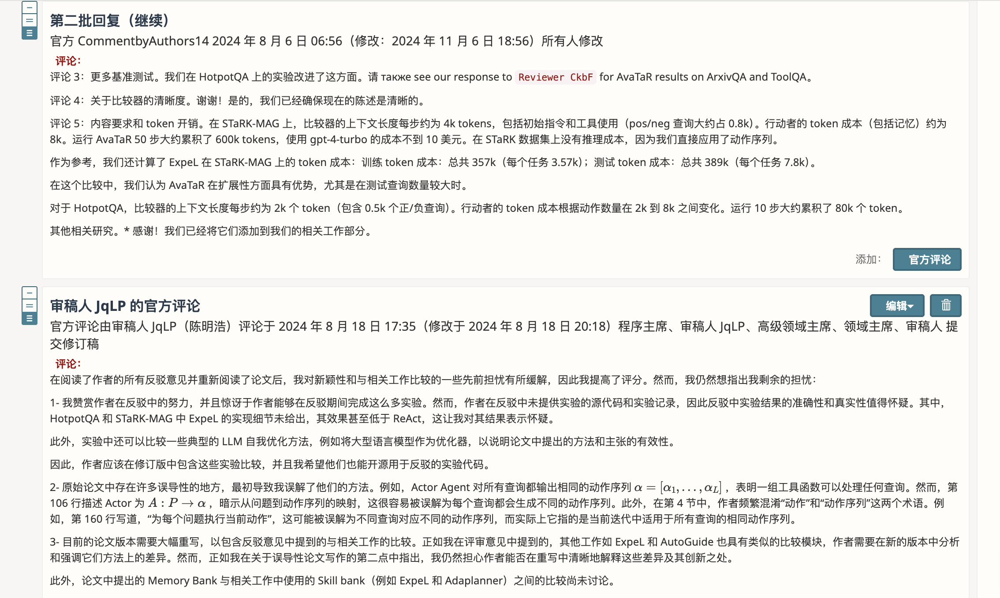 第二批回复（继续）
官方 CommentbyAuthors14 2024 年 8 月 6 日 06:56（修改：2024 年 11 月 6 日 18:56）所有人修改
评论：
评论 3：更多基准测试。我们在 HotpotQA 上的实验改进了这方面。请 также see our response to Reviewer CkbF for AvaTaR results on ArxivQA and ToolQA。
评论 4：关于比较器的清晰度。谢谢！是的，我们已经确保现在的陈述是清晰的。
评论 5：内容要求和 token 开销。在 STaRK-MAG 上，比较器的上下文长度每步约为 4k tokens，包括初始指令和工具使用（pos/neg 查询大约占 0.8k）。行动者的 token 成本（包括记忆）约为
8k。运行 AvaTaR 50 步大约累积了 600k tokens，使用 gpt-4-turbo 的成本不到 10 美元。在 STaRK 数据集上没有推理成本，因为我们直接应用了动作序列。
作为参考，我们还计算了 ExpeL 在 STaRK-MAG 上的 token 成本：训练 token 成本：总共 357k（每个任务 3.57k）；测试 token 成本：总共 389k（每个任务 7.8k）。
在这个比较中，我们认为 AvaTaR 在扩展性方面具有优势，尤其是在测试查询数量较大时。
对于 HotpotQA，比较器的上下文长度每步约为 2k 个 token（包含 0.5k 个正/负查询）。行动者的 token 成本根据动作数量在 2k 到 8k 之间变化。运行 10 步大约累积了 80k 个 token。
其他相关研究。* 感谢！我们已经将它们添加到我们的相关工作部分。
添加： 官方评论
审稿人 JqLP 的官方评论 编辑
官方评论由审稿人 JqLP（陈明浩）评论于 2024 年 8 月 18 日 17:35（修改于 2024 年 8 月 18 日 20:18）程序主席、审稿人 JqLP、高级领域主席、领域主席、审稿人 提
交修订稿
评论：
在阅读了作者的所有反驳意见并重新阅读了论文后，我对新颖性和与相关工作比较的一些先前担忧有所缓解，因此我提高了评分。然而，我仍然想指出我剩余的担忧：
1- 我赞赏作者在反驳中的努力，并且惊讶于作者能够在反驳期间完成这么多实验。然而，作者在反驳中未提供实验的源代码和实验记录，因此反驳中实验结果的准确性和真实性值得怀疑。其中，
HotpotQA 和 STaRK-MAG 中 ExpeL 的实现细节未给出，其效果甚至低于 ReAct，这让我对其结果表示怀疑。
此外，实验中还可以比较一些典型的 LLM 自我优化方法，例如将大型语言模型作为优化器，以说明论文中提出的方法和主张的有效性。
因此，作者应该在修订版中包含这些实验比较，并且我希望他们也能开源用于反驳的实验代码。
2- 原始论文中存在许多误导性的地方，最初导致我误解了他们的方法。例如，Actor Agent 对所有查询都输出相同的动作序列 α = [α₁, . . . , α_L] ，表明一组工具函数可以处理任何查询。然而，第
106 行描述 Actor 为 A : P → α ，暗示从问题到动作序列的映射，这很容易被误解为每个查询都会生成不同的动作序列。此外，在第 4 节中，作者频繁混淆“动作”和“动作序列”这两个术语。例
如，第 160 行写道，“为每个问题执行当前动作”，这可能被误解为不同查询对应不同的动作序列，而实际上它指的是当前迭代中适用于所有查询的相同动作序列。
3- 目前的论文版本需要大幅重写，以包含反驳意见中提到的与相关工作的比较。正如我在评审意见中提到的，其他工作如 ExpeL 和 AutoGuide 也具有类似的比较模块，作者需要在新的版本中分析
和强调它们方法上的差异。然而，正如我在关于误导性论文写作的第二点中指出，我仍然担心作者能否在重写中清晰地解释这些差异及其创新之处。
此外，论文中提出的 Memory Bank 与相关工作中使用的 Skill bank（例如 ExpeL 和 Adaplanner）之间的比较尚未讨论。